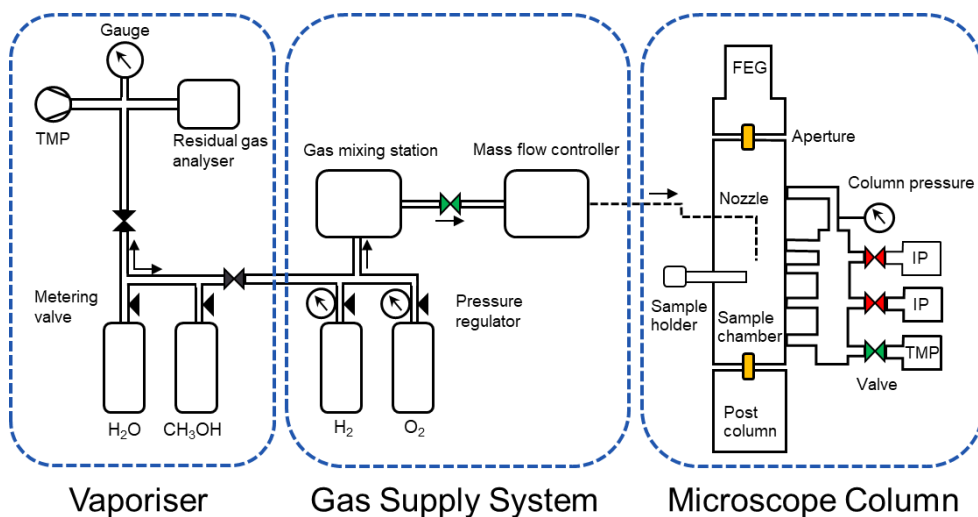 Gauge
TMP
Residual gas
analyser
Metering
valve
H₂O
CH₃OH
Vaporiser
Gas mixing station
Mass flow controller
Pressure
regulator
H₂
O₂
Gas Supply System
FEG
Aperture
Nozzle
Column pressure
IP
Sample
holder
Sample
chamber
IP
TMP
Valve
Post
column
Microscope Column